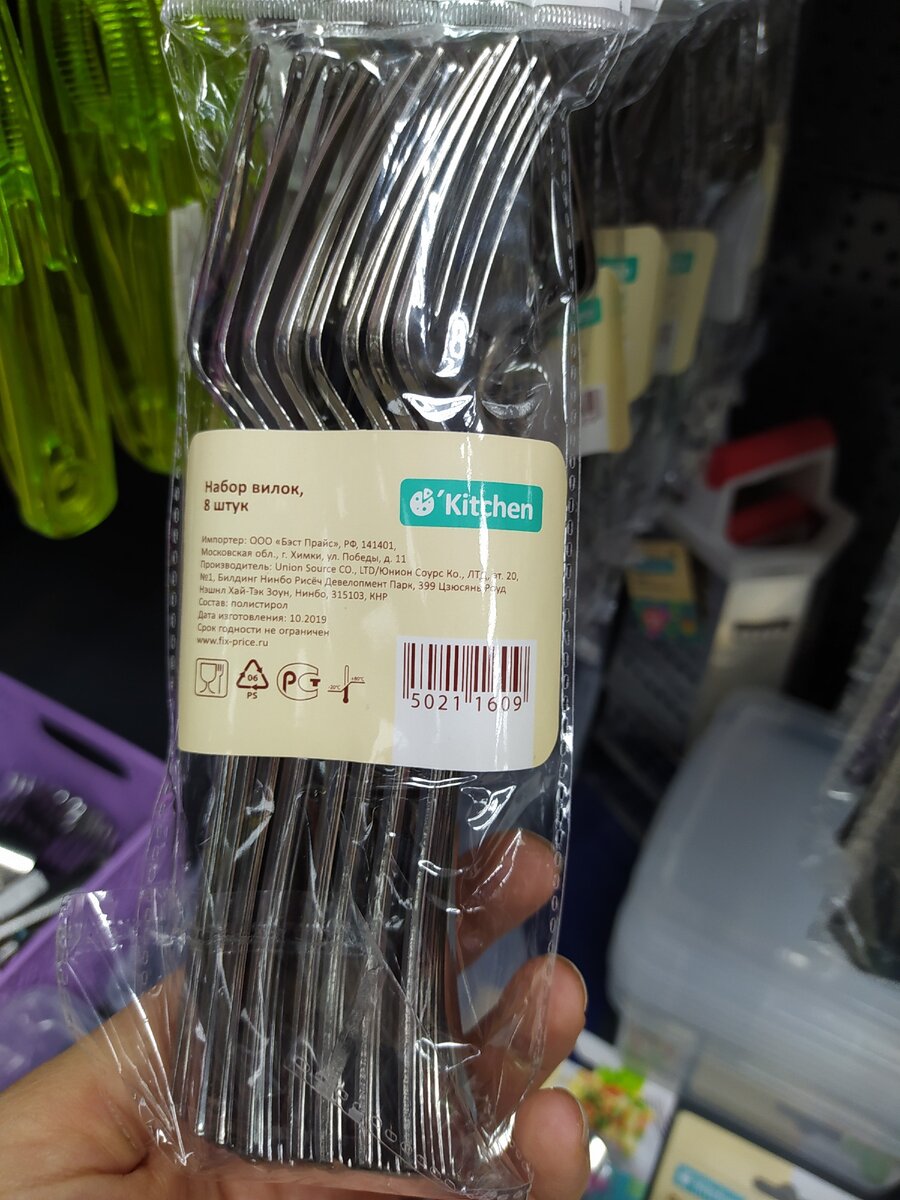 Набор вилок,
8 штук
'Kitchen
Импортер: ООО «Бэст Прайс», РФ, 141401,
Московская обл., г. Химки, ул. Победы, д. 11
Производитель: Union Source CO., LTD/Юнион Соурс Ко., ЛТД, эт. 20,
№1, Билдинг Нинбо Рисёч Девелопмент Парк, 399 Цзюсянь Роуд
Нэшнл Хай-Тэк Зоун, Нинбо, 315103, КНР
Состав: полистирол
Дата изготовления: 10.2019
Срок годности не ограничен
www.fix-price.ru
06
PS
-20°C +80°C
5021 1609